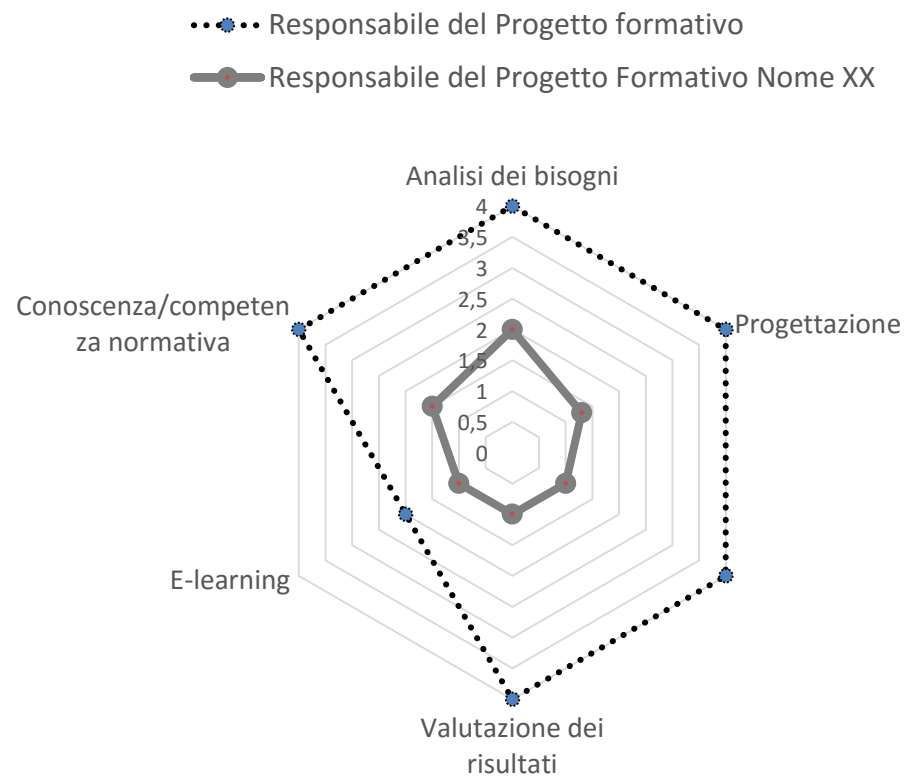 Responsabile del Progetto formativo
Responsabile del Progetto Formativo Nome XX
Analisi dei bisogni
4
3,5
3
2,5
2
1,5
1
0,5
0
Conoscenza/competen
za normativa
Progettazione
E-learning
Valutazione dei
risultati